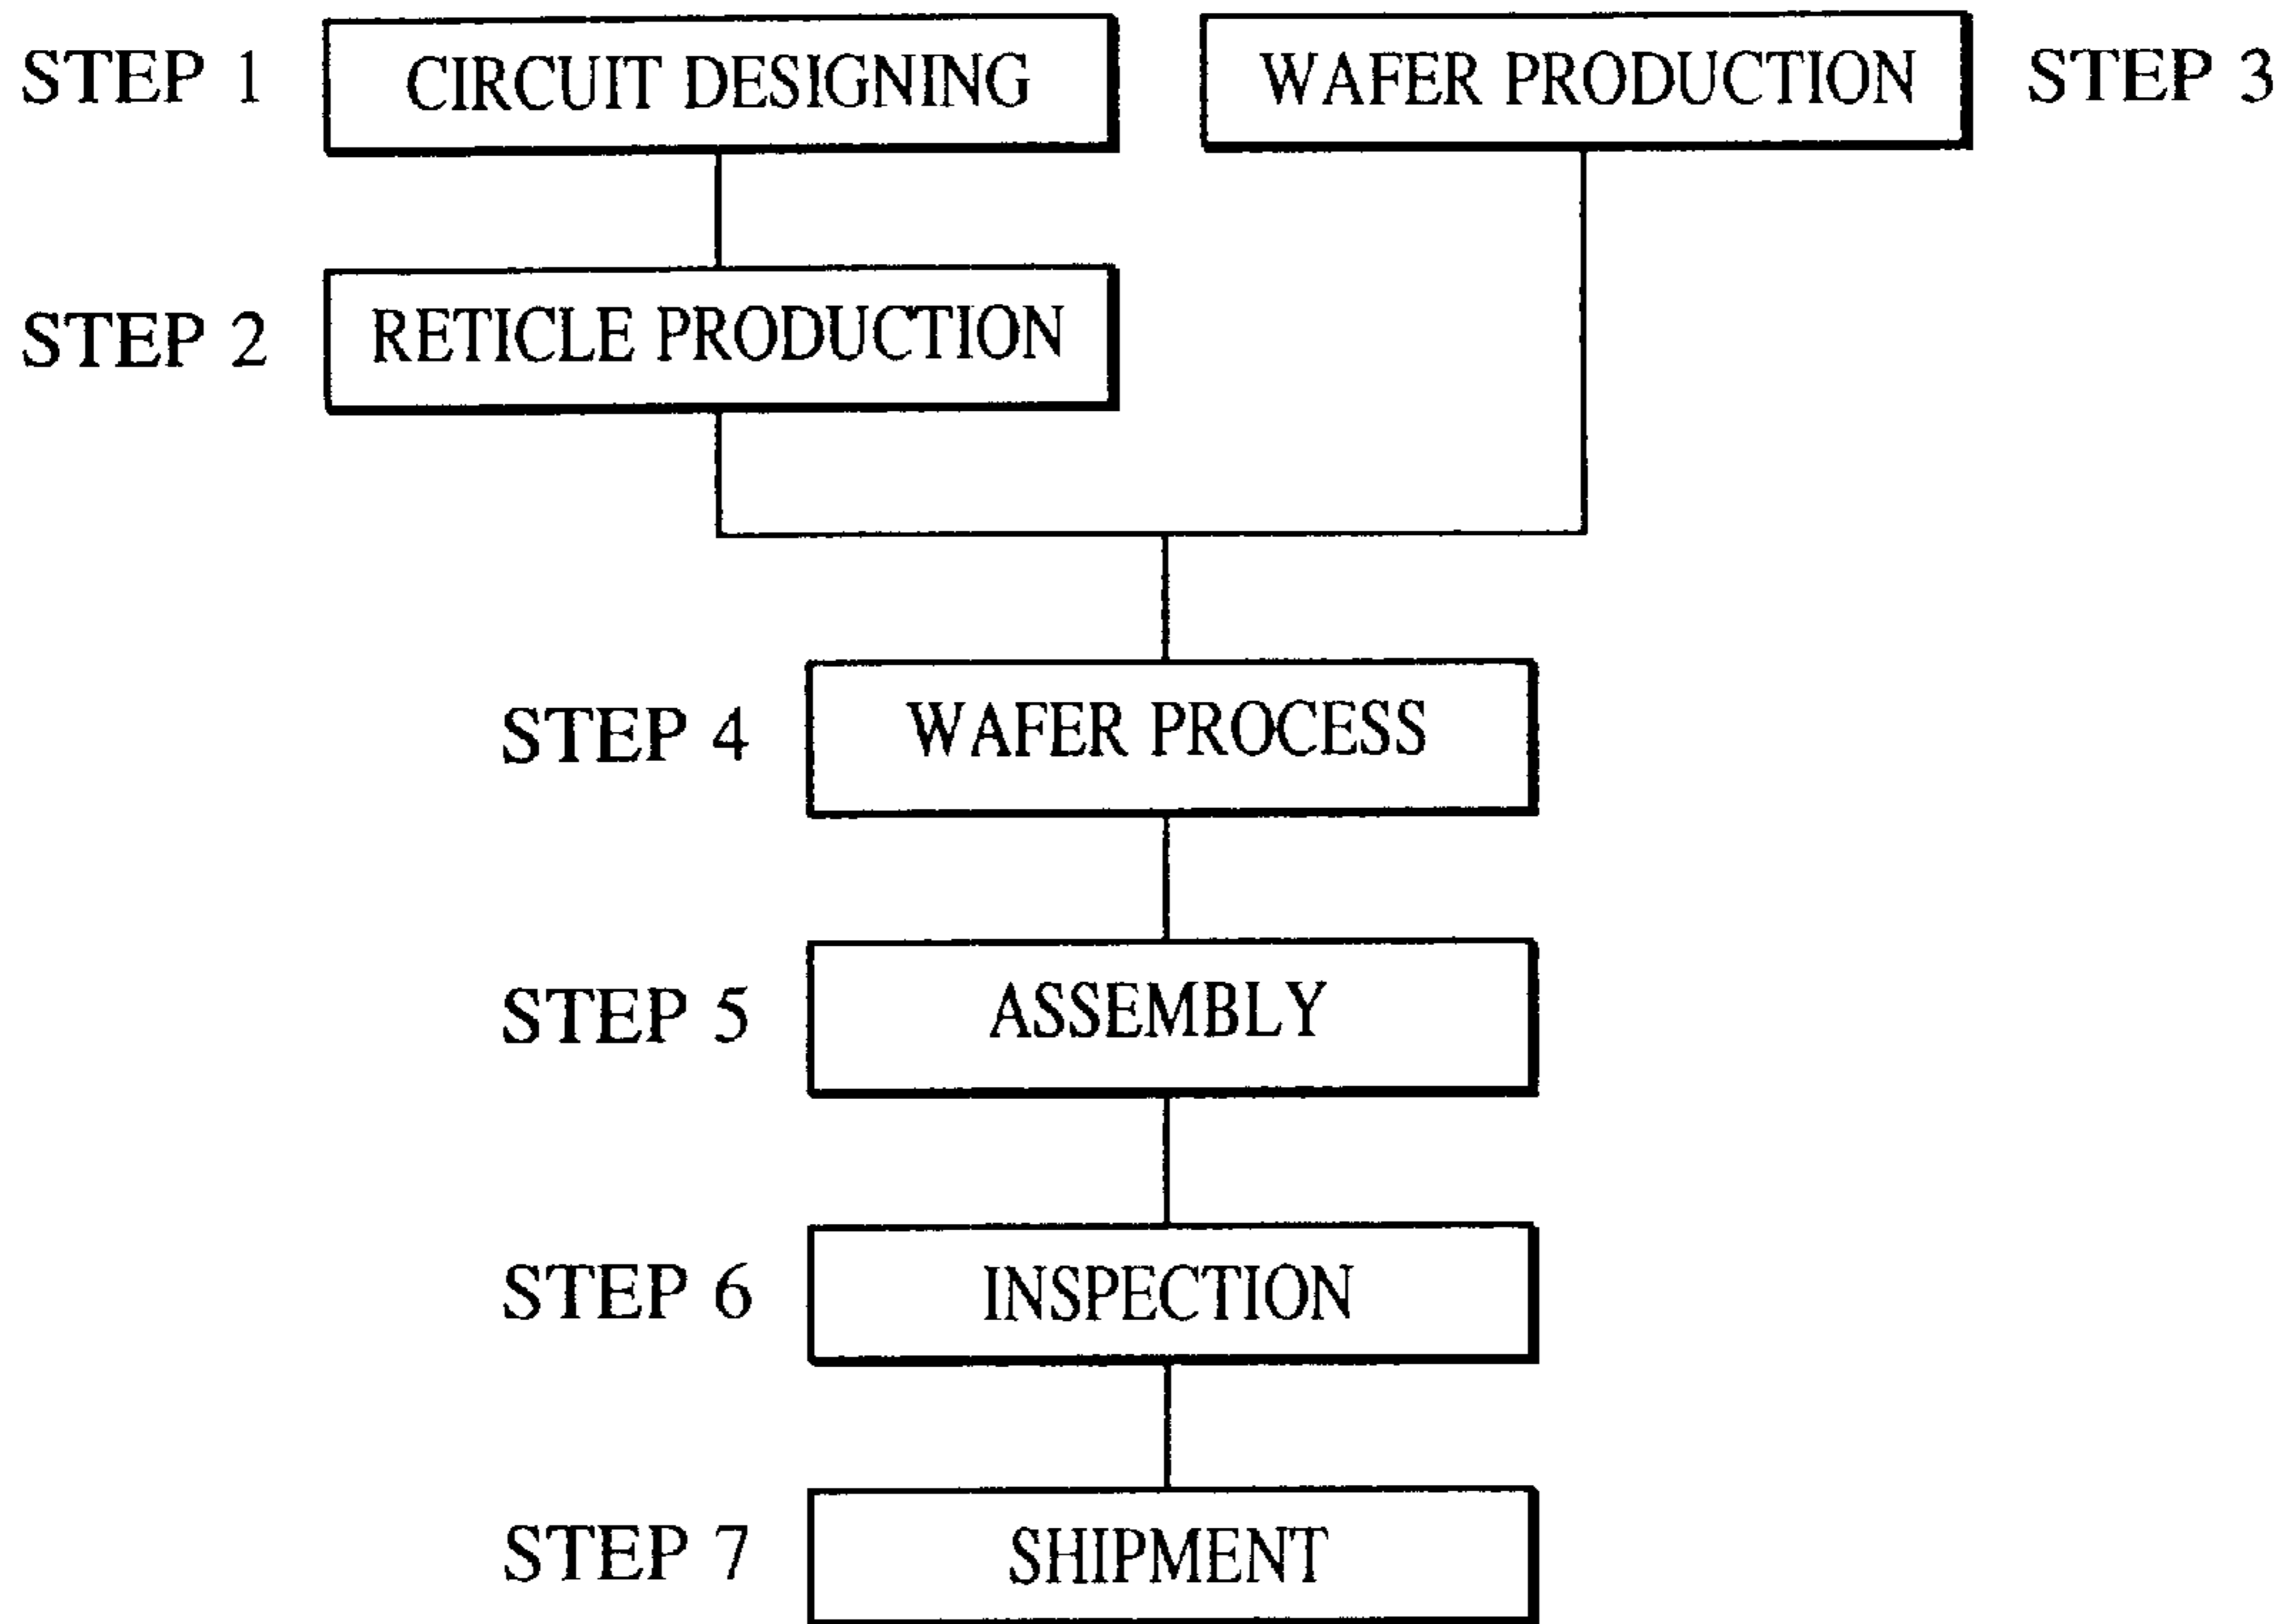 STEP 1 CIRCUIT DESIGNING WAFER PRODUCTION STEP 3
STEP 2 RETICLE PRODUCTION
STEP 4 WAFER PROCESS
STEP 5 ASSEMBLY
STEP 6 INSPECTION
STEP 7 SHIPMENT